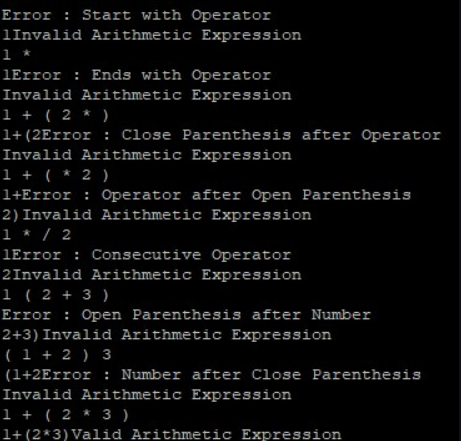 Error : Start with Operator
1Invalid Arithmetic Expression
1 *
1Error : Ends with Operator
Invalid Arithmetic Expression
1 + ( 2 * )
1+(2Error : Close Parenthesis after Operator
Invalid Arithmetic Expression
1 + ( * 2 )
1+Error : Operator after Open Parenthesis
2)Invalid Arithmetic Expression
1 * / 2
1Error : Consecutive Operator
2Invalid Arithmetic Expression
1 ( 2 + 3 )
Error : Open Parenthesis after Number
2+3)Invalid Arithmetic Expression
( 1 + 2 ) 3
(1+2Error : Number after Close Parenthesis
Invalid Arithmetic Expression
1 + ( 2 * 3 )
1+(2*3)Valid Arithmetic Expression